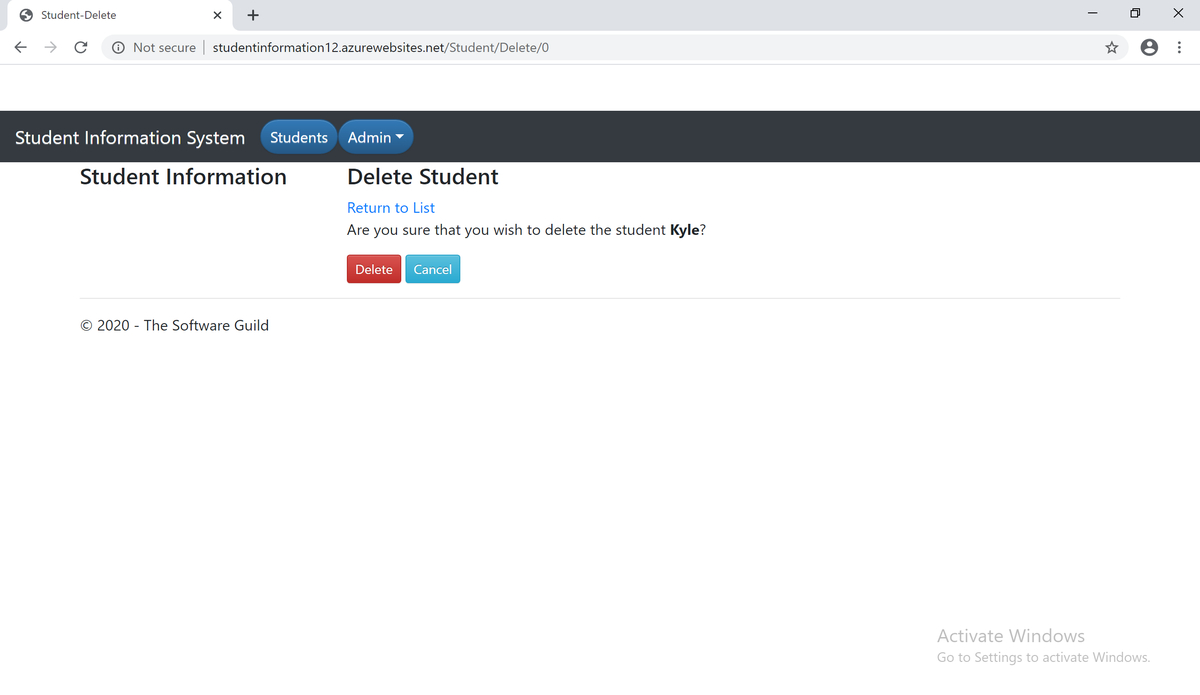 Student-Delete
Not secure | studentinformation12.azurewebsites.net/Student/Delete/0
Student Information System Students Admin
Student Information
Delete Student
Return to List
Are you sure that you wish to delete the student Kyle?
Delete Cancel
© 2020 - The Software Guild
Activate Windows
Go to Settings to activate Windows.